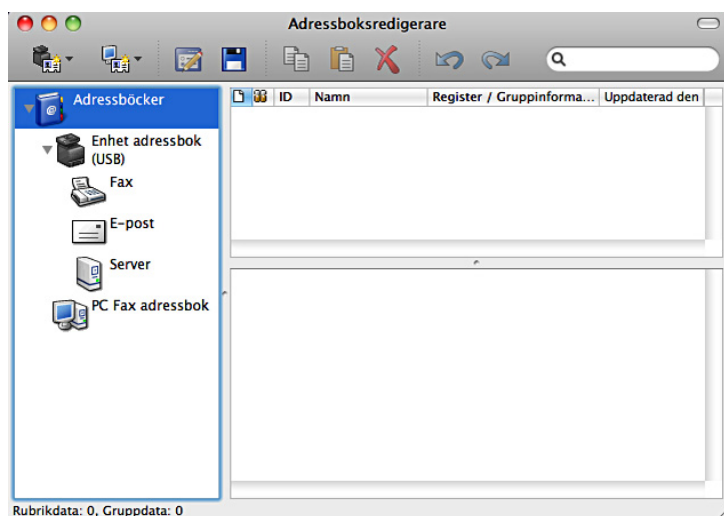 Adressboksredigerare
Adressböcker
Enhet adressbok
(USB)
Fax
E-post
Server
PC Fax adressbok
ID Namn Register / Gruppinforma... Uppdaterad den
Rubrikdata: 0, Gruppdata: 0